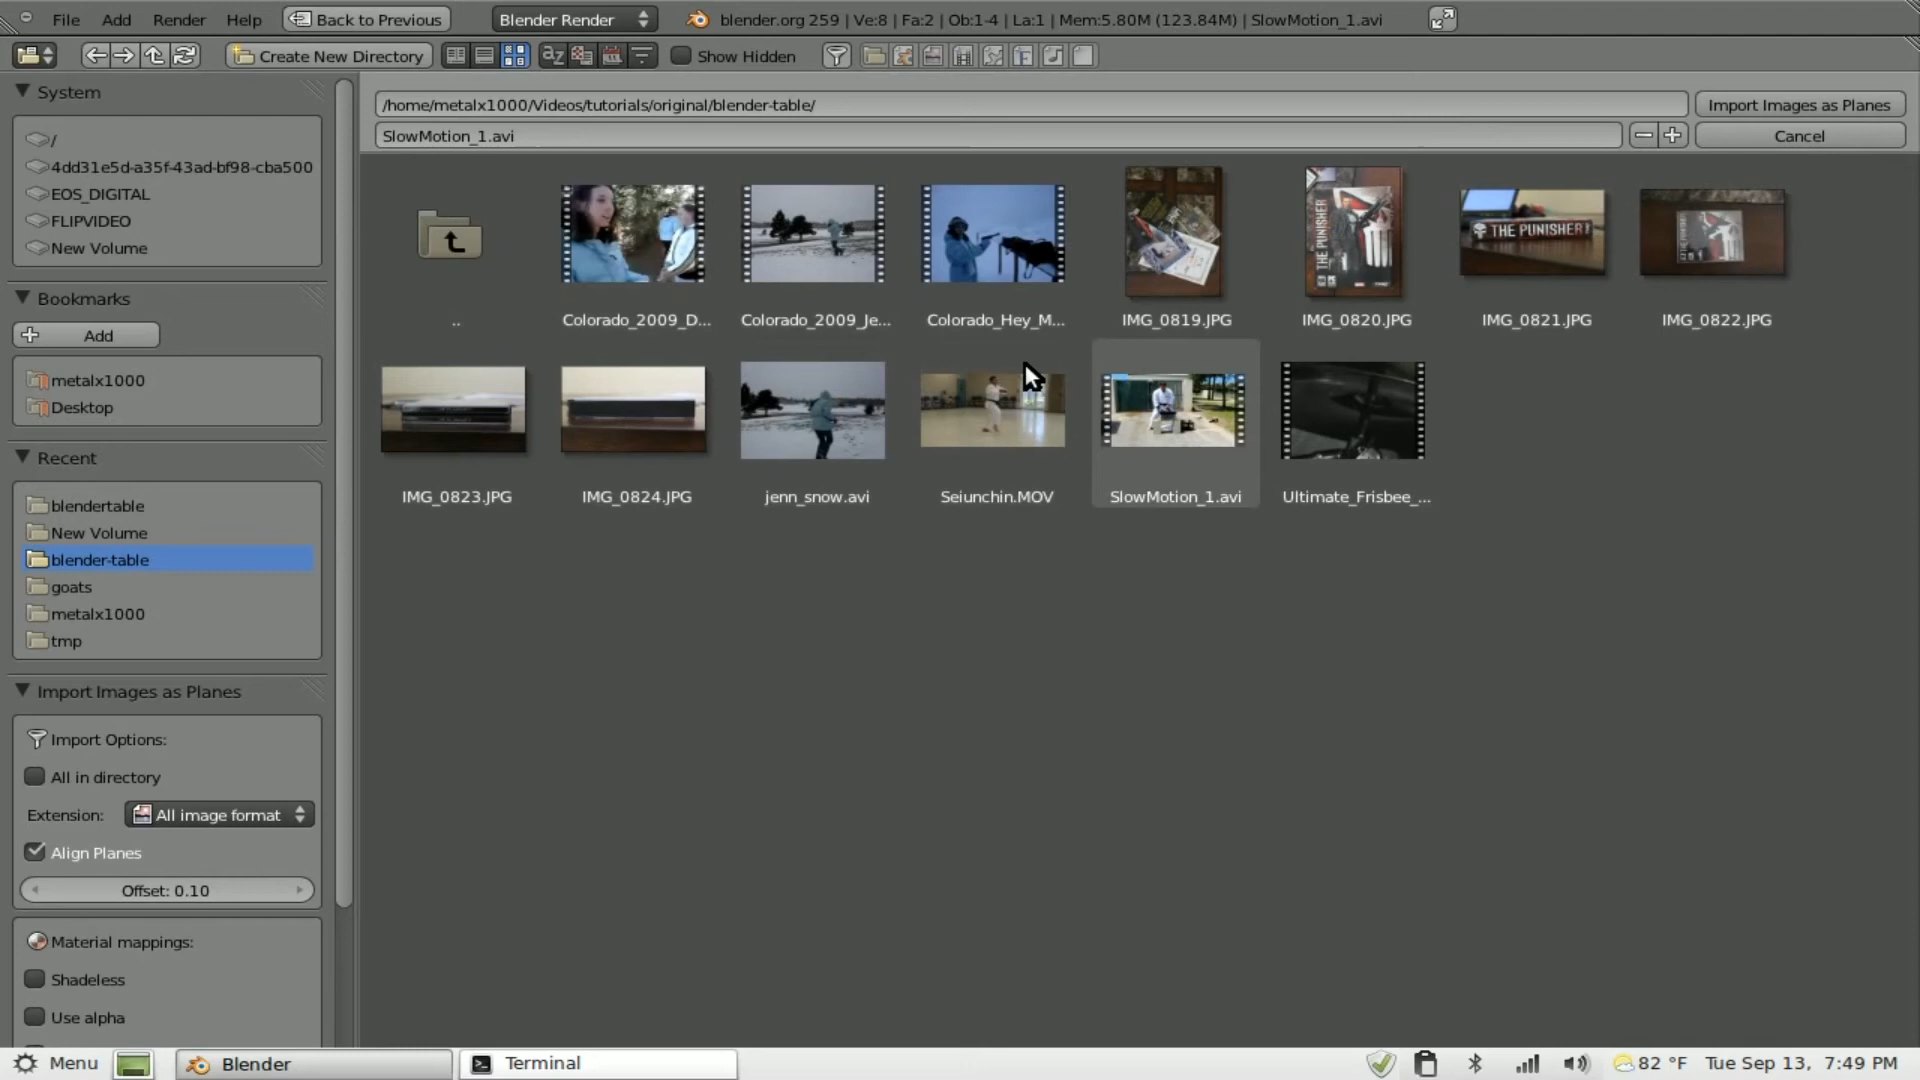 File Add Render Help Back to Previous Blender Render blender.org 259 | Ve:8 | Fa:2 | Ob:1-4 | La:1 | Mem:5.80M (123.84M) | SlowMotion_1.avi
Create New Directory Show Hidden
System
/
4dd31e5d-a35f-43ad-bf98-cba500
EOS_DIGITAL
FLIPVIDEO
New Volume
Bookmarks
Add
metalx1000
Desktop
Recent
blendertable
New Volume
blender-table
goats
metalx1000
tmp
Import Images as Planes
Import Options:
All in directory
Extension: All image format
Align Planes
Offset: 0.10
Material mappings:
Shadeless
Use alpha
/home/metalx1000/Videos/tutorials/original/blender-table/ Import Images as Planes
SlowMotion_1.avi Cancel
THE PUNISHER
THE PUNISHER
.. Colorado_2009_D... Colorado_2009_Je... Colorado_Hey_M... IMG_0819.JPG IMG_0820.JPG IMG_0821.JPG IMG_0822.JPG
IMG_0823.JPG IMG_0824.JPG jenn_snow.avi Seiunchin.MOV SlowMotion_1.avi Ultimate_Frisbee_...
Menu Blender Terminal 82 °F Tue Sep 13, 7:49 PM